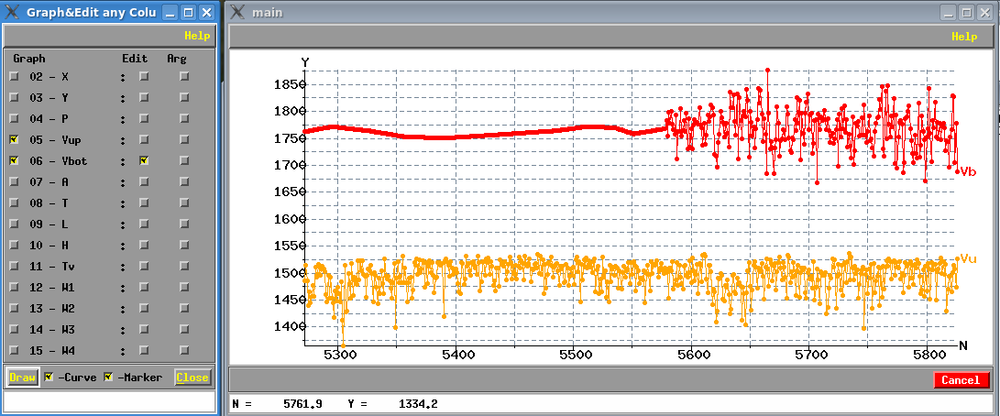 Graph&Edit any Colu
Help
Graph Edit Arg
02 - X :
03 - Y :
04 - P :
05 - Yup :
06 - Ybot :
07 - A :
08 - T :
09 - L :
10 - H :
11 - Tv :
12 - W1 :
13 - W2 :
14 - W3 :
15 - W4 :
Draw -Curve -Marker Close
main
Help
Y
1850
1800
1750
1700
1650
1600
1550
1500
1450
1400
Vb
Vu
5300 5400 5500 5600 5700 5800 N
Cancel
N = 5761.9 Y = 1334.2